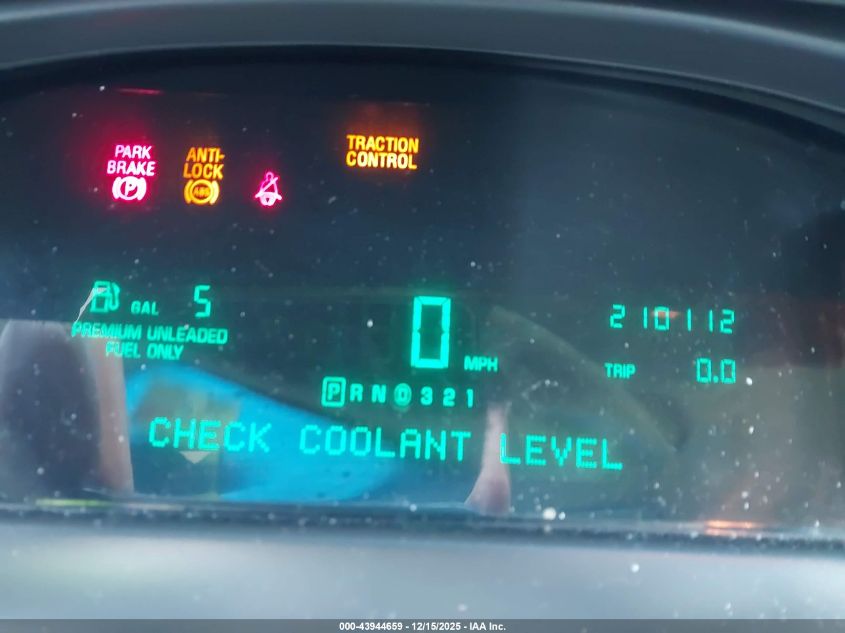 PARK
BRAKE
(P)
ANTI-
LOCK
(ABS)
TRACTION
CONTROL
GAL 5
PREMIUM UNLEADED
FUEL ONLY
0 MPH
210112
TRIP 0.0
P R N D 3 2 1
CHECK COOLANT LEVEL
000-43944659 - 12/15/2025 - IAA Inc.